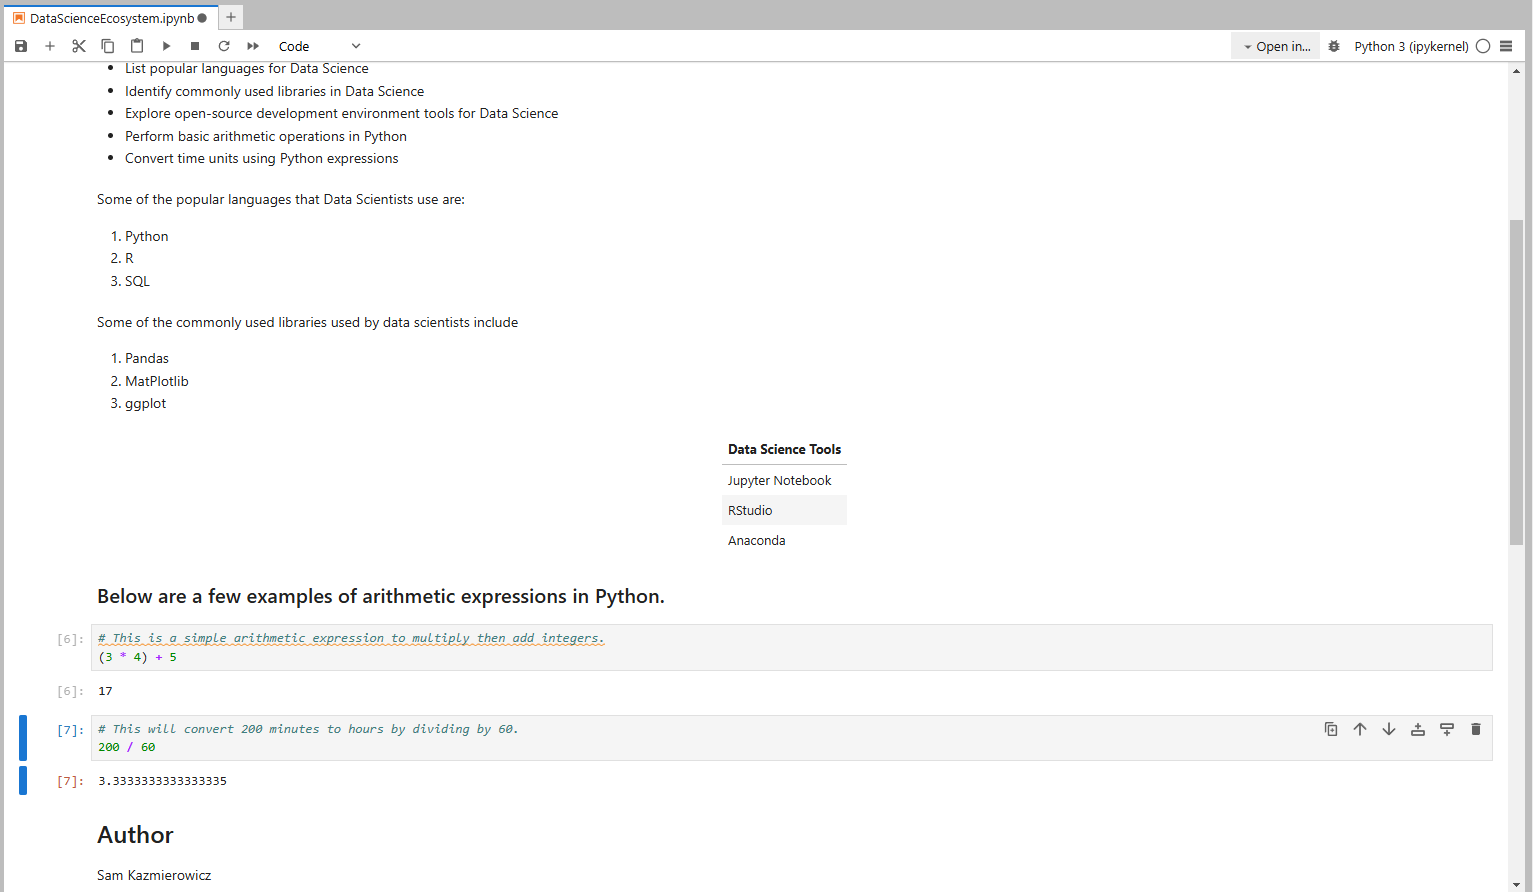 DataScienceEcosystem.ipynb
Code
Open in...
Python 3 (ipykernel)
• List popular languages for Data Science
• Identify commonly used libraries in Data Science
• Explore open-source development environment tools for Data Science
• Perform basic arithmetic operations in Python
• Convert time units using Python expressions
Some of the popular languages that Data Scientists use are:
1. Python
2. R
3. SQL
Some of the commonly used libraries used by data scientists include
1. Pandas
2. MatPlotlib
3. ggplot
Data Science Tools
Jupyter Notebook
RStudio
Anaconda
Below are a few examples of arithmetic expressions in Python.
[6]: # This is a simple arithmetic expression to multiply then add integers.
(3 * 4) + 5
[6]: 17
[7]: # This will convert 200 minutes to hours by dividing by 60.
200 / 60
[7]: 3.3333333333333335
Author
Sam Kazmierowicz